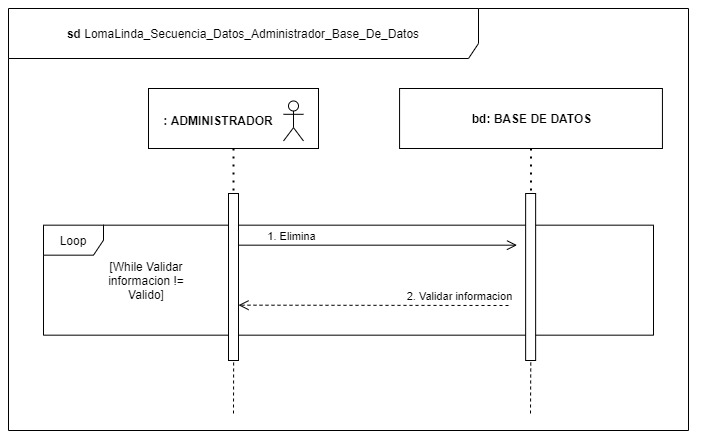 sd LomaLinda_Secuencia_Datos_Administrador_Base_De_Datos
: ADMINISTRADOR
bd: BASE DE DATOS
Loop
1. Elimina
[While Validar
informacion !=
Valido]
2. Validar informacion